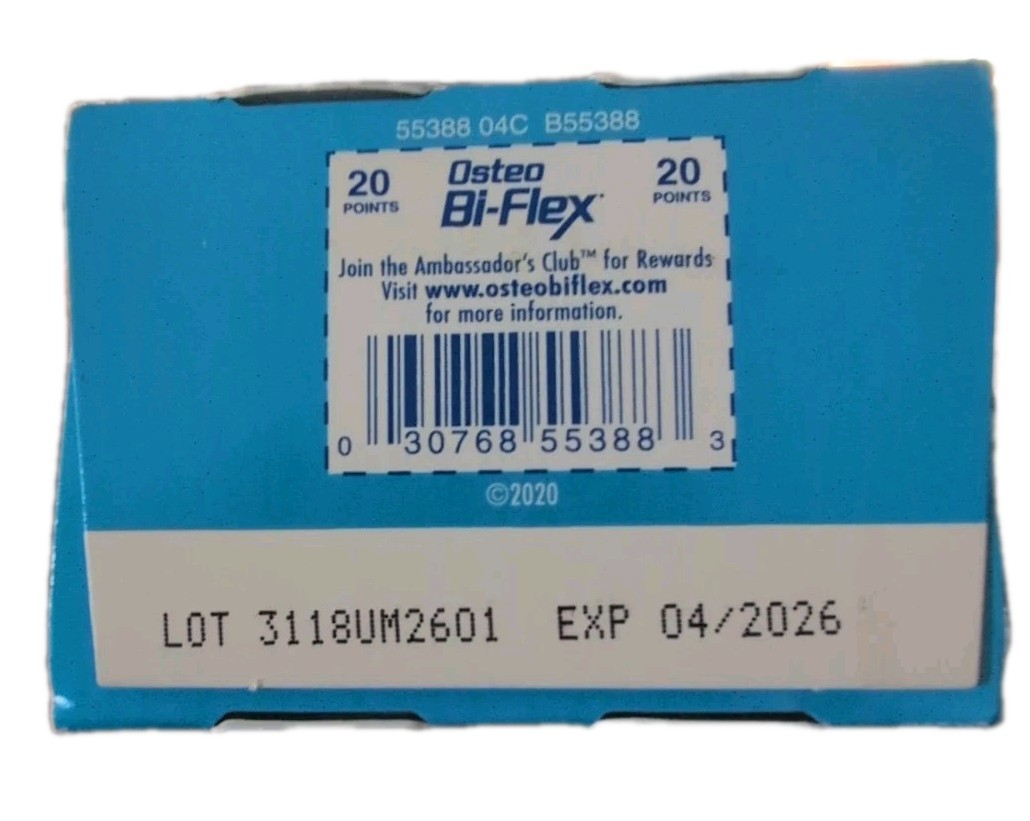 55388 04C B55388
20 POINTS
Osteo Bi-Flex
20 POINTS
Join the Ambassador's Club™ for Rewards
Visit www.osteobiflex.com
for more information.
0 30768 55388 3
©2020
LOT 3118UM2601 EXP 04/2026